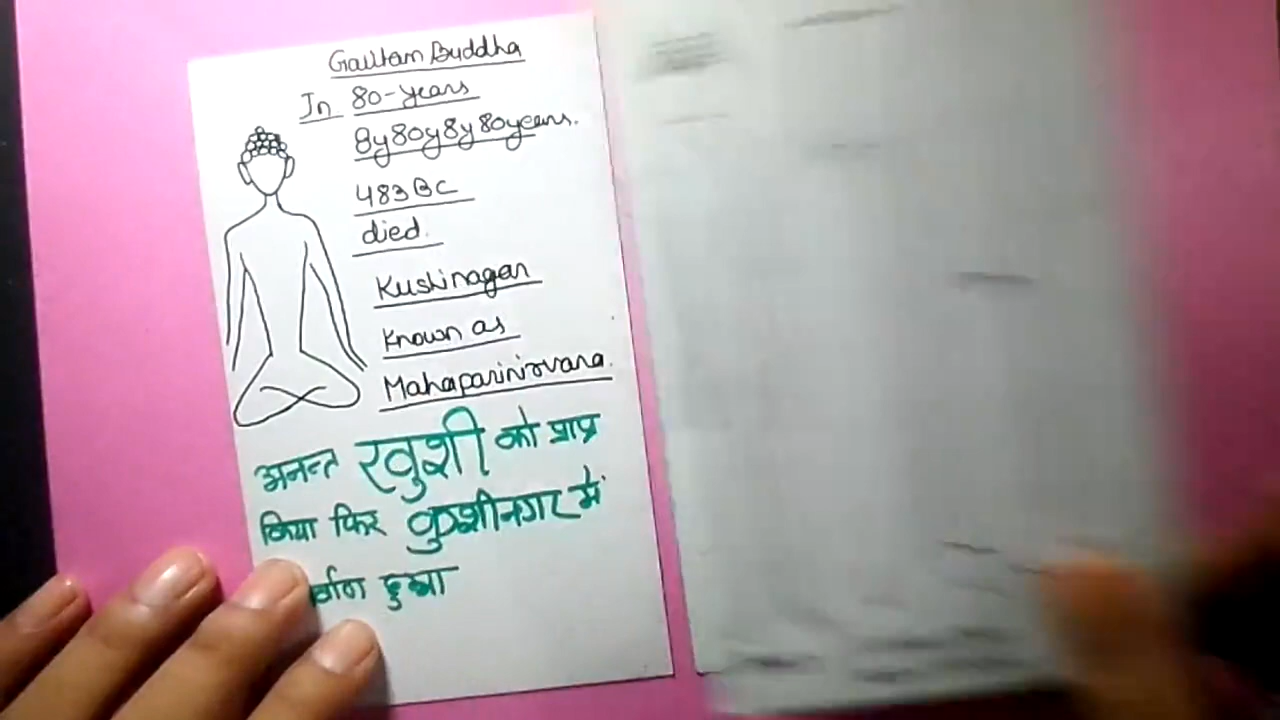 Gautam Buddha
In 80-years
8y80y8y80years.
483BC
died.
Kushinagar
Known as
Mahaparinirvana.
अनन्त खुशी को प्राप्त
किया फिर कुशीनगर में
हुआ